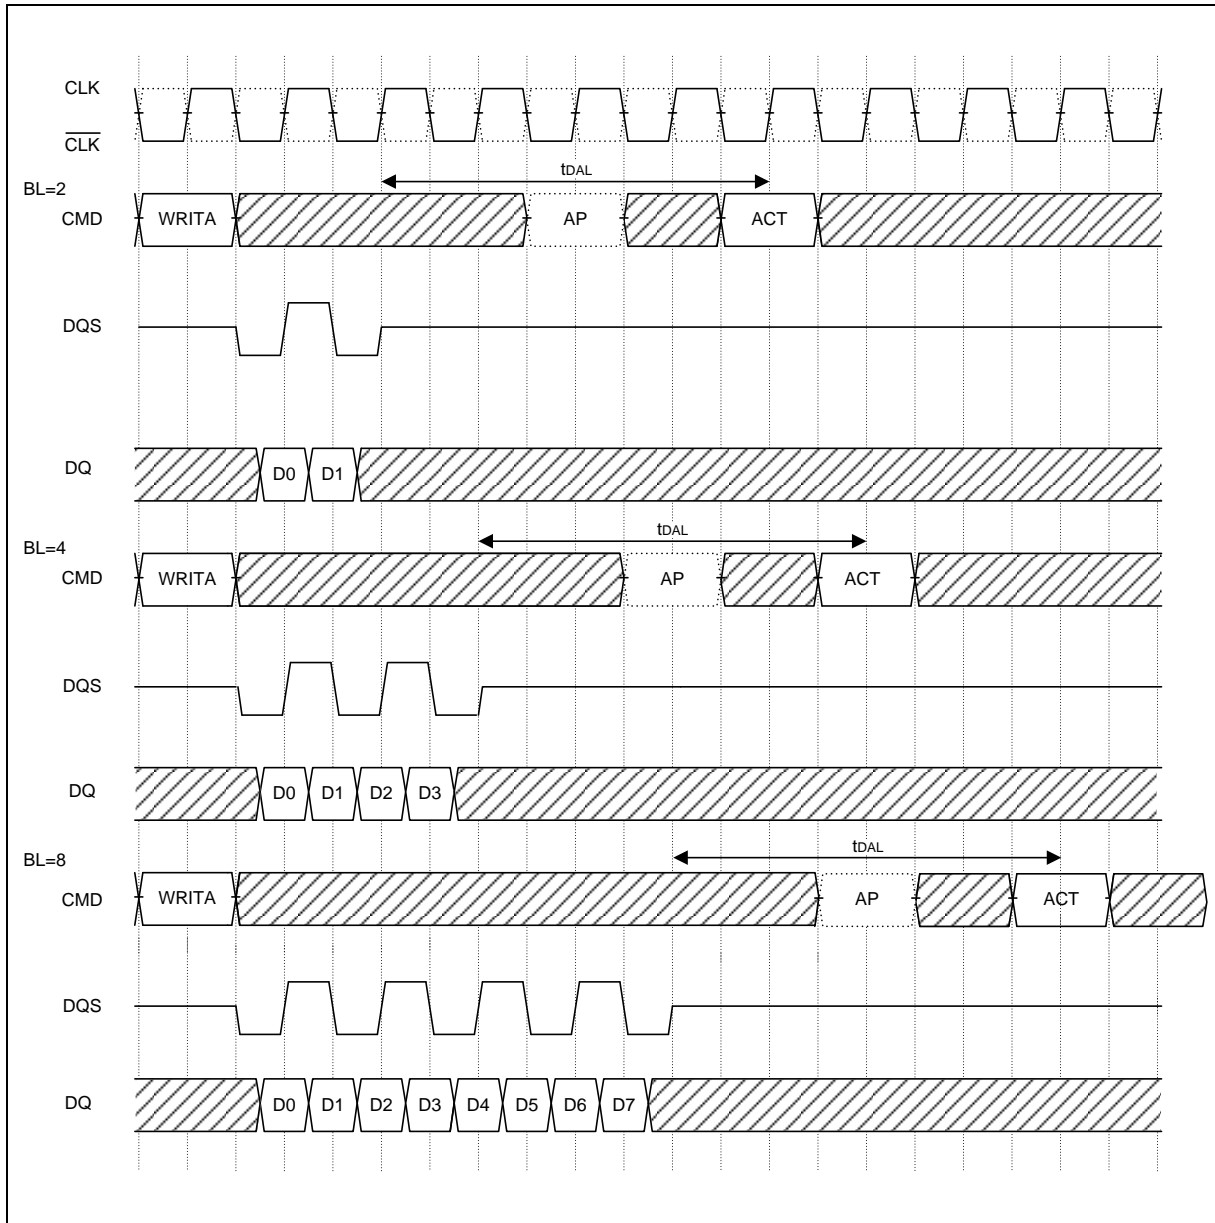 CLK
CLK
BL=2
tDAL
CMD WRITA AP ACT
DQS
DQ D0 D1
BL=4
tDAL
CMD WRITA AP ACT
DQS
DQ D0 D1 D2 D3
BL=8
tDAL
CMD WRITA AP ACT
DQS
DQ D0 D1 D2 D3 D4 D5 D6 D7